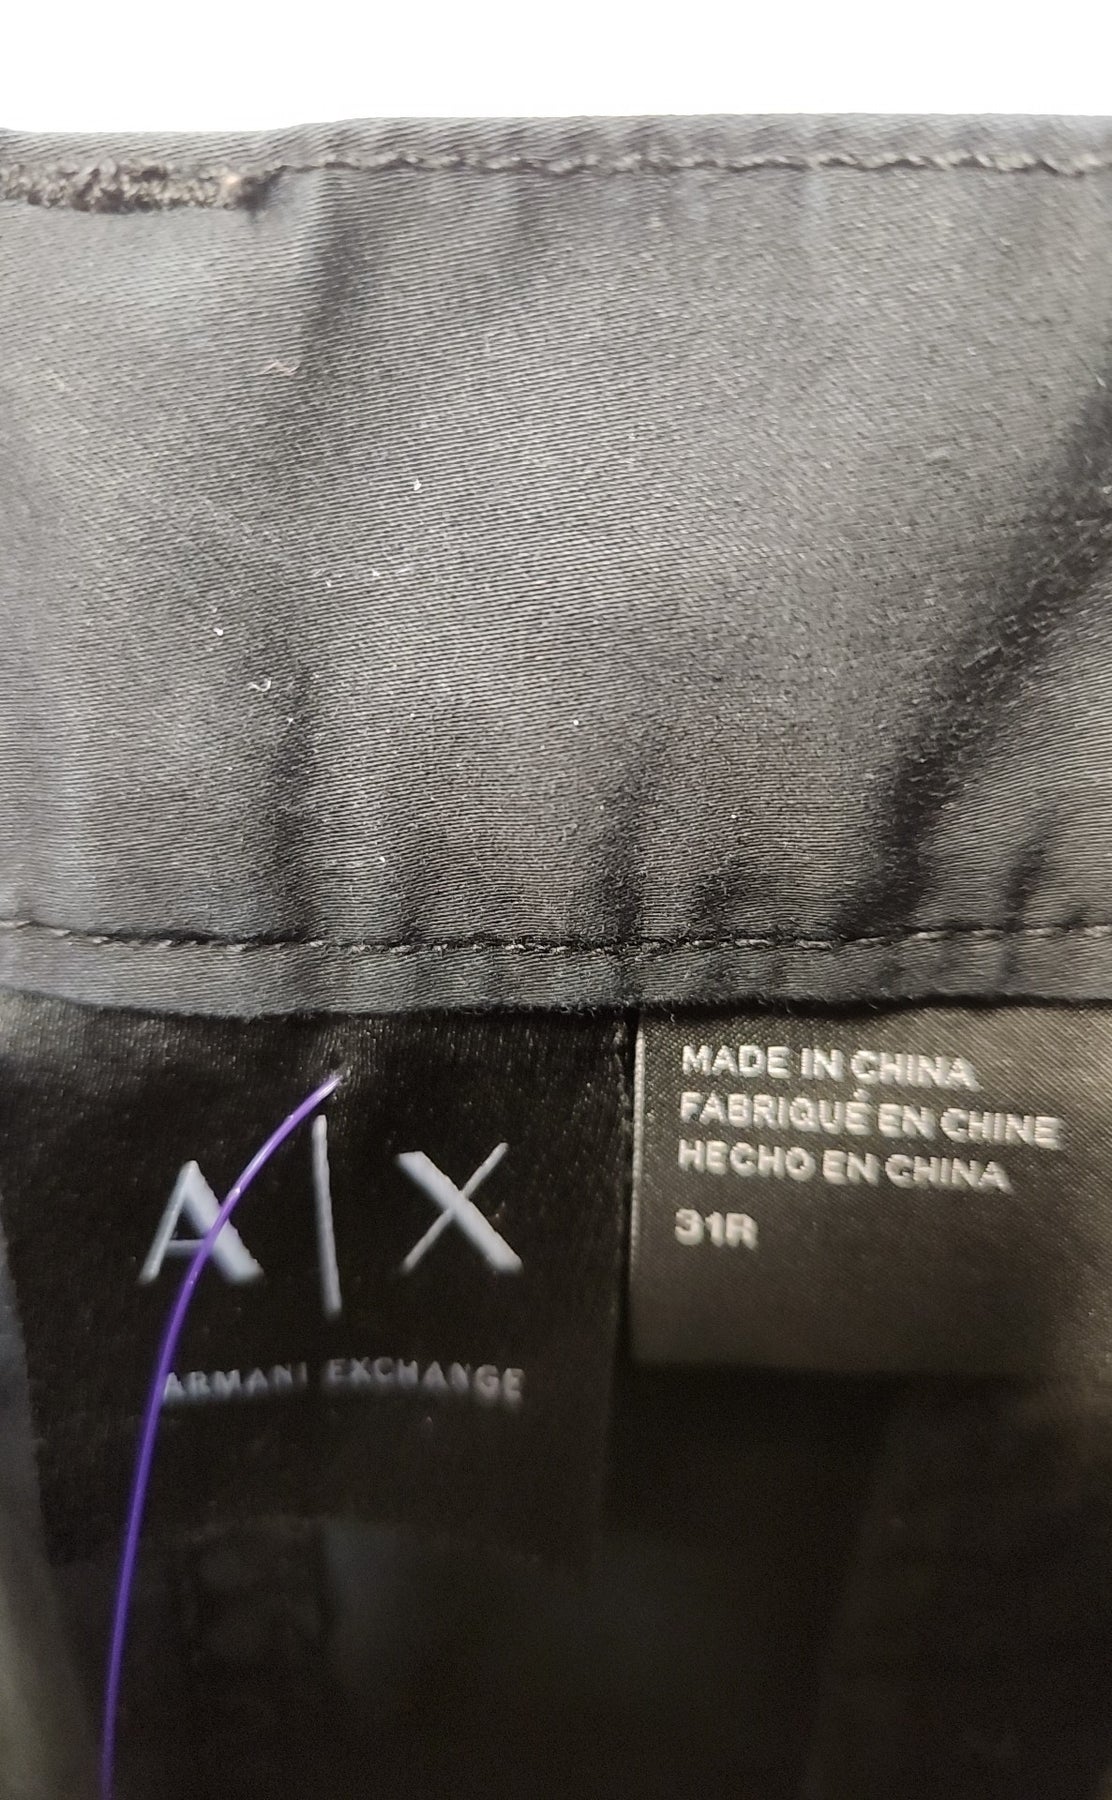 A|X
ARMANI EXCHANGE
MADE IN CHINA
FABRIQUÉ EN CHINE
HECHO EN CHINA
31R